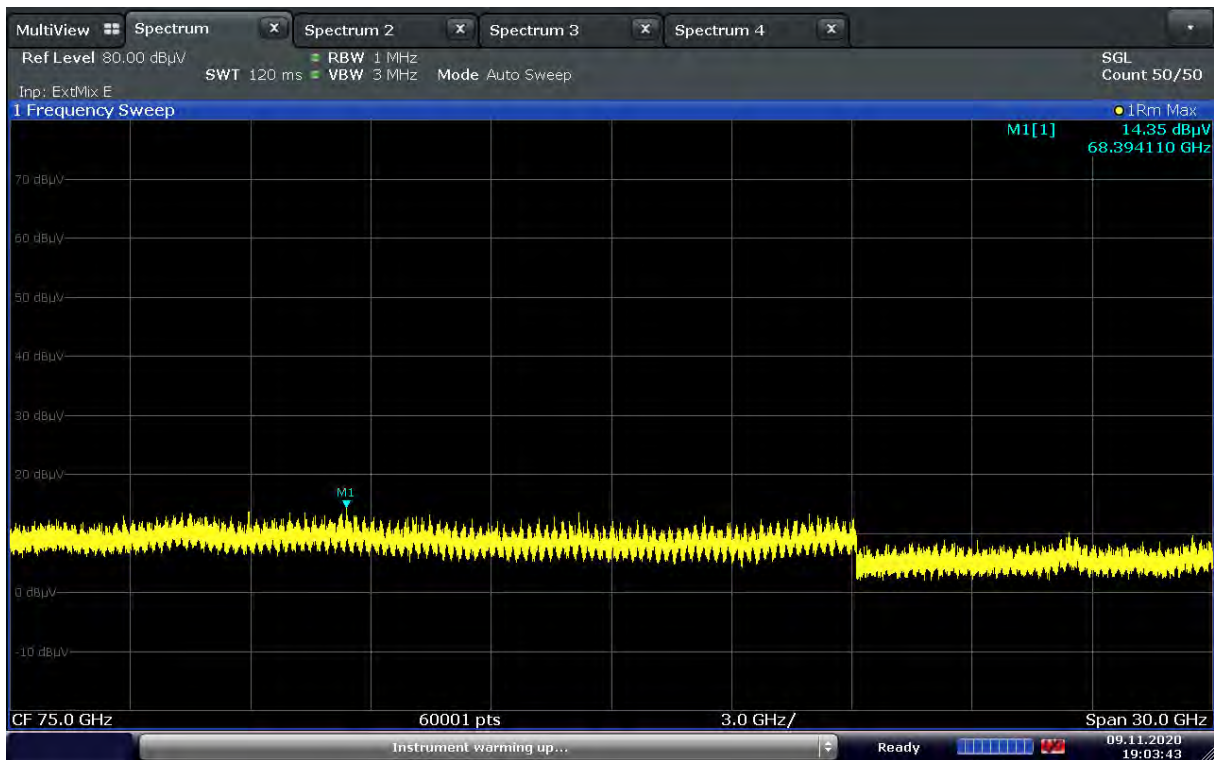 MultiView Spectrum X Spectrum 2 X Spectrum 3 X Spectrum 4 X
Ref Level 80.00 dBµV RBW 1 MHz SGL
SWT 120 ms VBW 3 MHz Mode Auto Sweep Count 50/50
Inp: ExtMix E
1 Frequency Sweep 1Rm Max
M1[1] 14.35 dBµV
68.394110 GHz
70 dBµV
60 dBµV
50 dBµV
40 dBµV
30 dBµV
20 dBµV
M1
0 dBµV
-10 dBµV
CF 75.0 GHz 60001 pts 3.0 GHz/ Span 30.0 GHz
Instrument warming up... Ready 09.11.2020
19:03:43